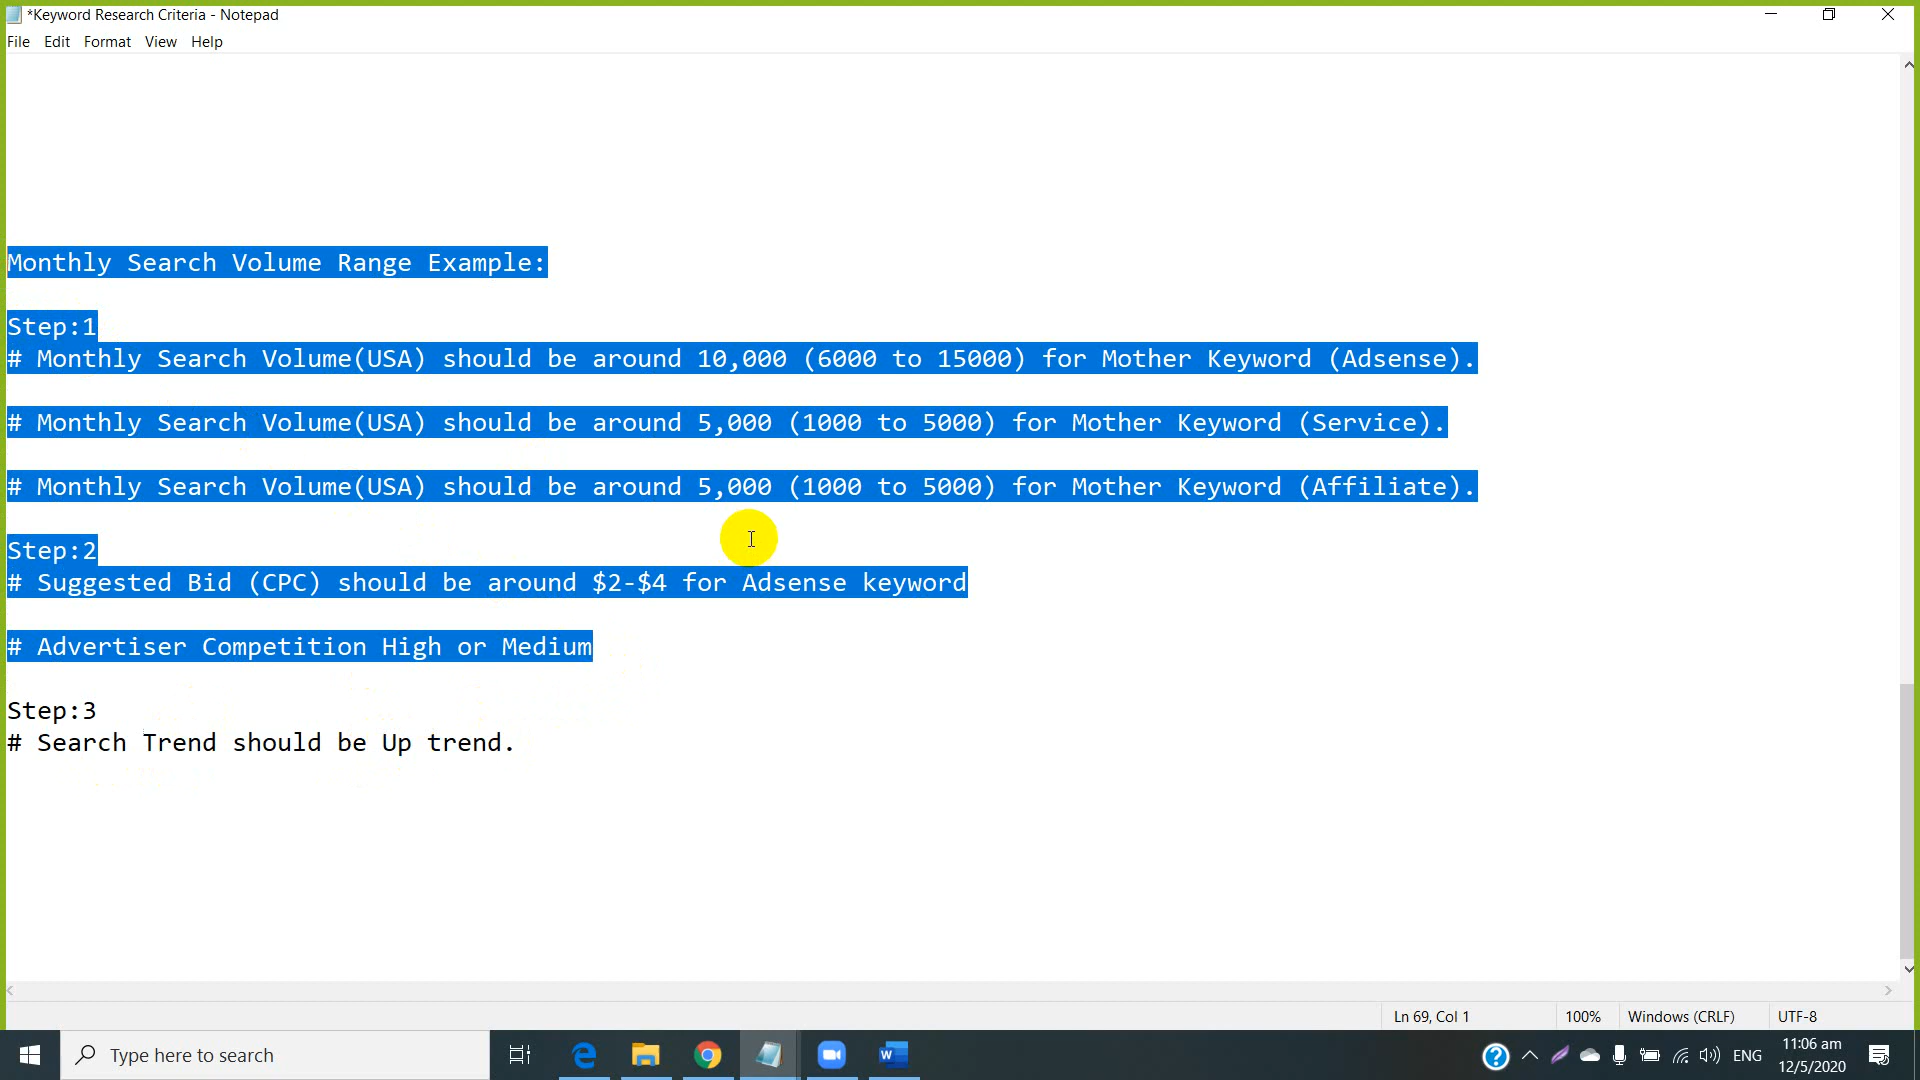 *Keyword Research Criteria - Notepad
File Edit Format View Help
Monthly Search Volume Range Example:
Step:1
# Monthly Search Volume(USA) should be around 10,000 (6000 to 15000) for Mother Keyword (Adsense).
# Monthly Search Volume(USA) should be around 5,000 (1000 to 5000) for Mother Keyword (Service).
# Monthly Search Volume(USA) should be around 5,000 (1000 to 5000) for Mother Keyword (Affiliate).
Step:2
# Suggested Bid (CPC) should be around $2-$4 for Adsense keyword
# Advertiser Competition High or Medium
Step:3
# Search Trend should be Up trend.
Ln 69, Col 1 100% Windows (CRLF) UTF-8
Type here to search
ENG
11:06 am
12/5/2020